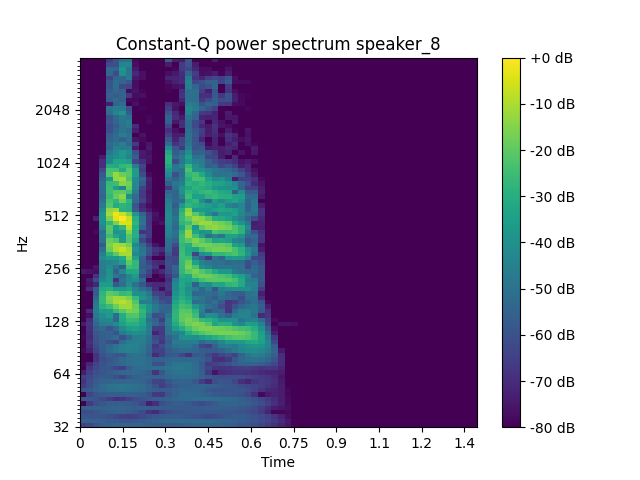 Constant-Q power spectrum speaker_8
+0 dB
-10 dB
-20 dB
-30 dB
-40 dB
-50 dB
-60 dB
-70 dB
-80 dB
2048
1024
512
256
128
64
32
Hz
0 0.15 0.3 0.45 0.6 0.75 0.9 1.1 1.2 1.4
Time